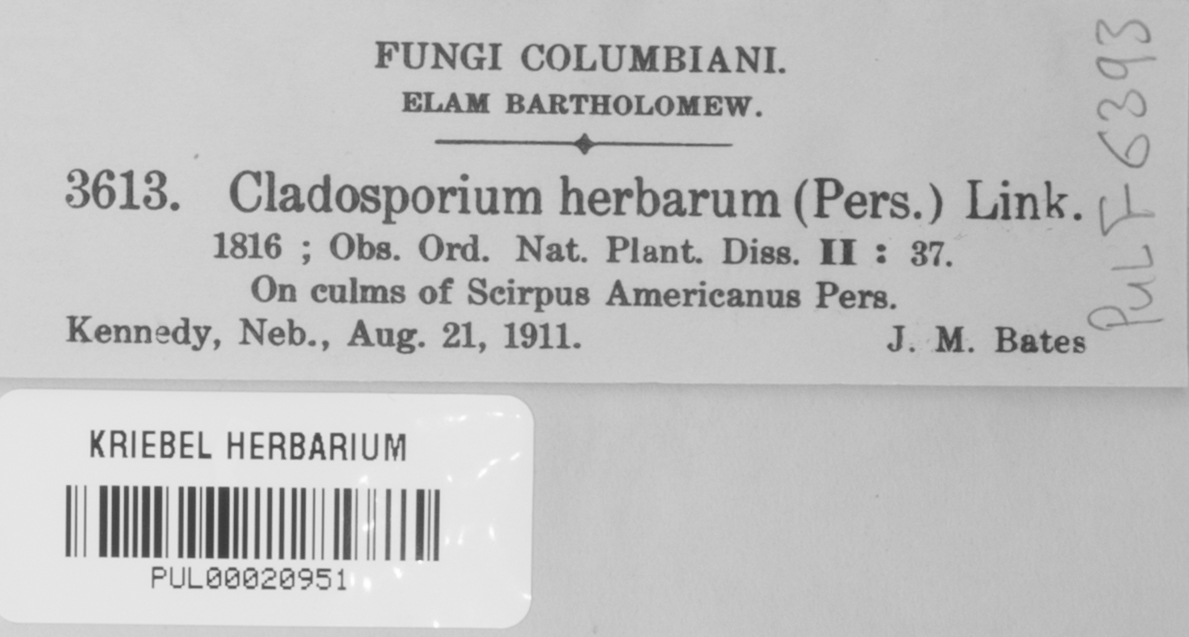 FUNGI COLUMBIANI.
ELAM BARTHOLOMEW.
3613. Cladosporium herbarum (Pers.) Link.
1816 ; Obs. Ord. Nat. Plant. Diss. II : 37.
On culms of Scirpus Americanus Pers.
Kennedy, Neb., Aug. 21, 1911. J. M. Bates
PUL F 6393
KRIEBEL HERBARIUM
PUL00020951